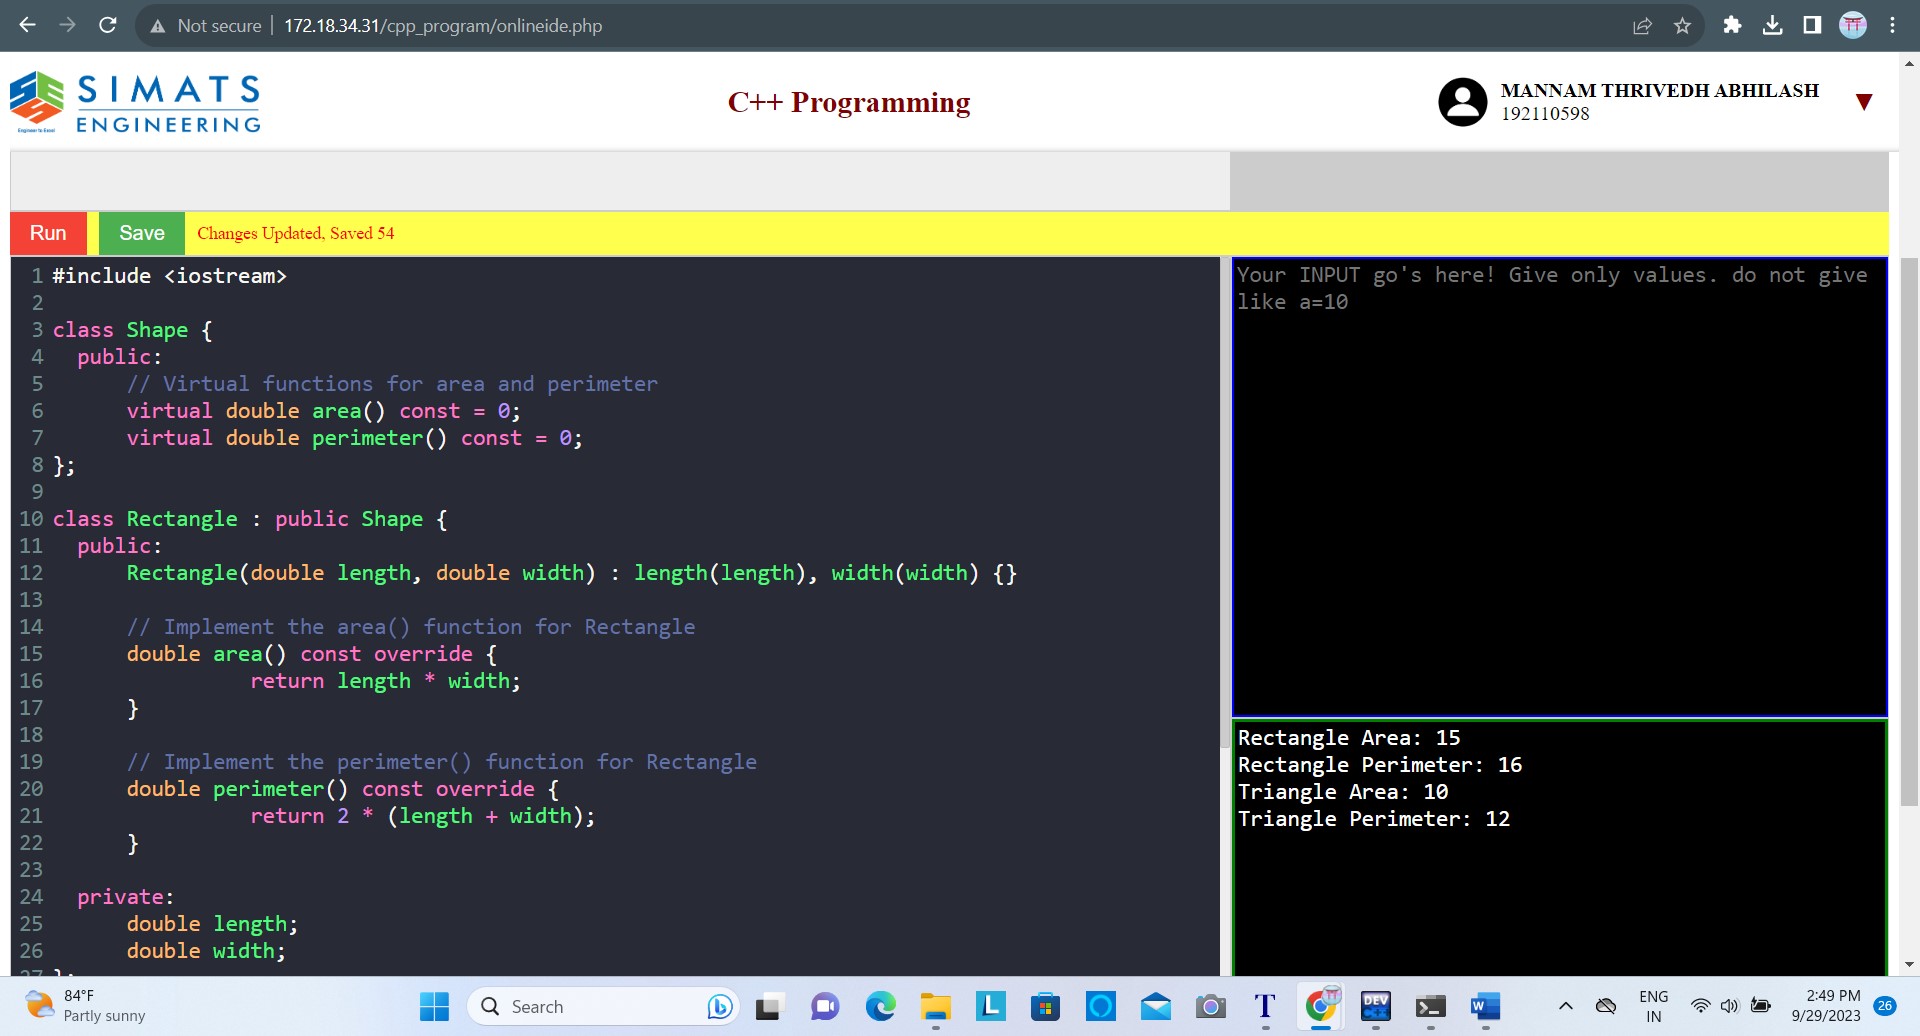 Not secure | 172.18.34.31/cpp_program/onlineide.php
SIMATS
ENGINEERING
Engineer to Excel
C++ Programming
MANNAM THRIVEDH ABHILASH
192110598
Run
Save
Changes Updated, Saved 54
1 #include <iostream>
2
3 class Shape {
4   public:
5       // Virtual functions for area and perimeter
6       virtual double area() const = 0;
7       virtual double perimeter() const = 0;
8 };
9
10 class Rectangle : public Shape {
11   public:
12       Rectangle(double length, double width) : length(length), width(width) {}
13
14       // Implement the area() function for Rectangle
15       double area() const override {
16                 return length * width;
17       }
18
19       // Implement the perimeter() function for Rectangle
20       double perimeter() const override {
21                 return 2 * (length + width);
22       }
23
24   private:
25       double length;
26       double width;
27 };
Your INPUT go's here! Give only values. do not give
like a=10
Rectangle Area: 15
Rectangle Perimeter: 16
Triangle Area: 10
Triangle Perimeter: 12
84°F
Partly sunny
Search
L
T
DEV
C++
W
ENG
IN
2:49 PM
9/29/2023
26